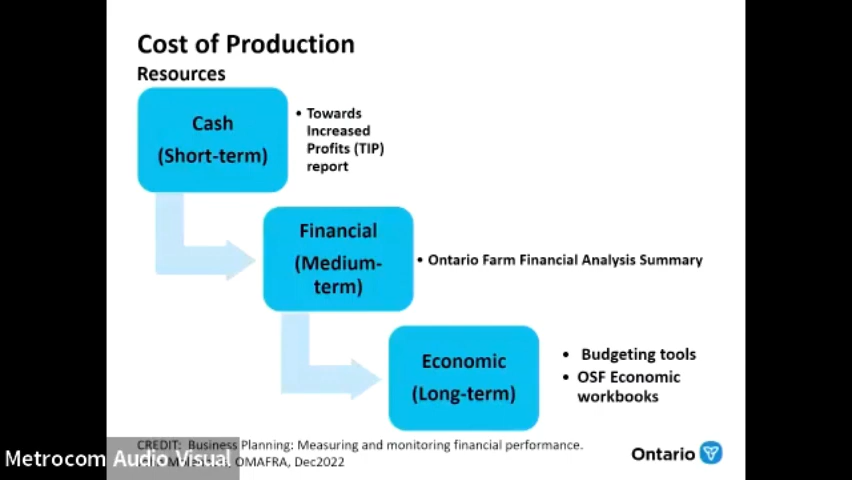 Cost of Production
Resources
Cash
(Short-term)
• Towards
Increased
Profits (TIP)
report
Financial
(Medium-
term)
• Ontario Farm Financial Analysis Summary
Economic
(Long-term)
• Budgeting tools
• OSF Economic
workbooks
CREDIT: Business Planning: Measuring and monitoring financial performance.
OMAFRA, Dec2022
Metrocom Audio Visual
Ontario